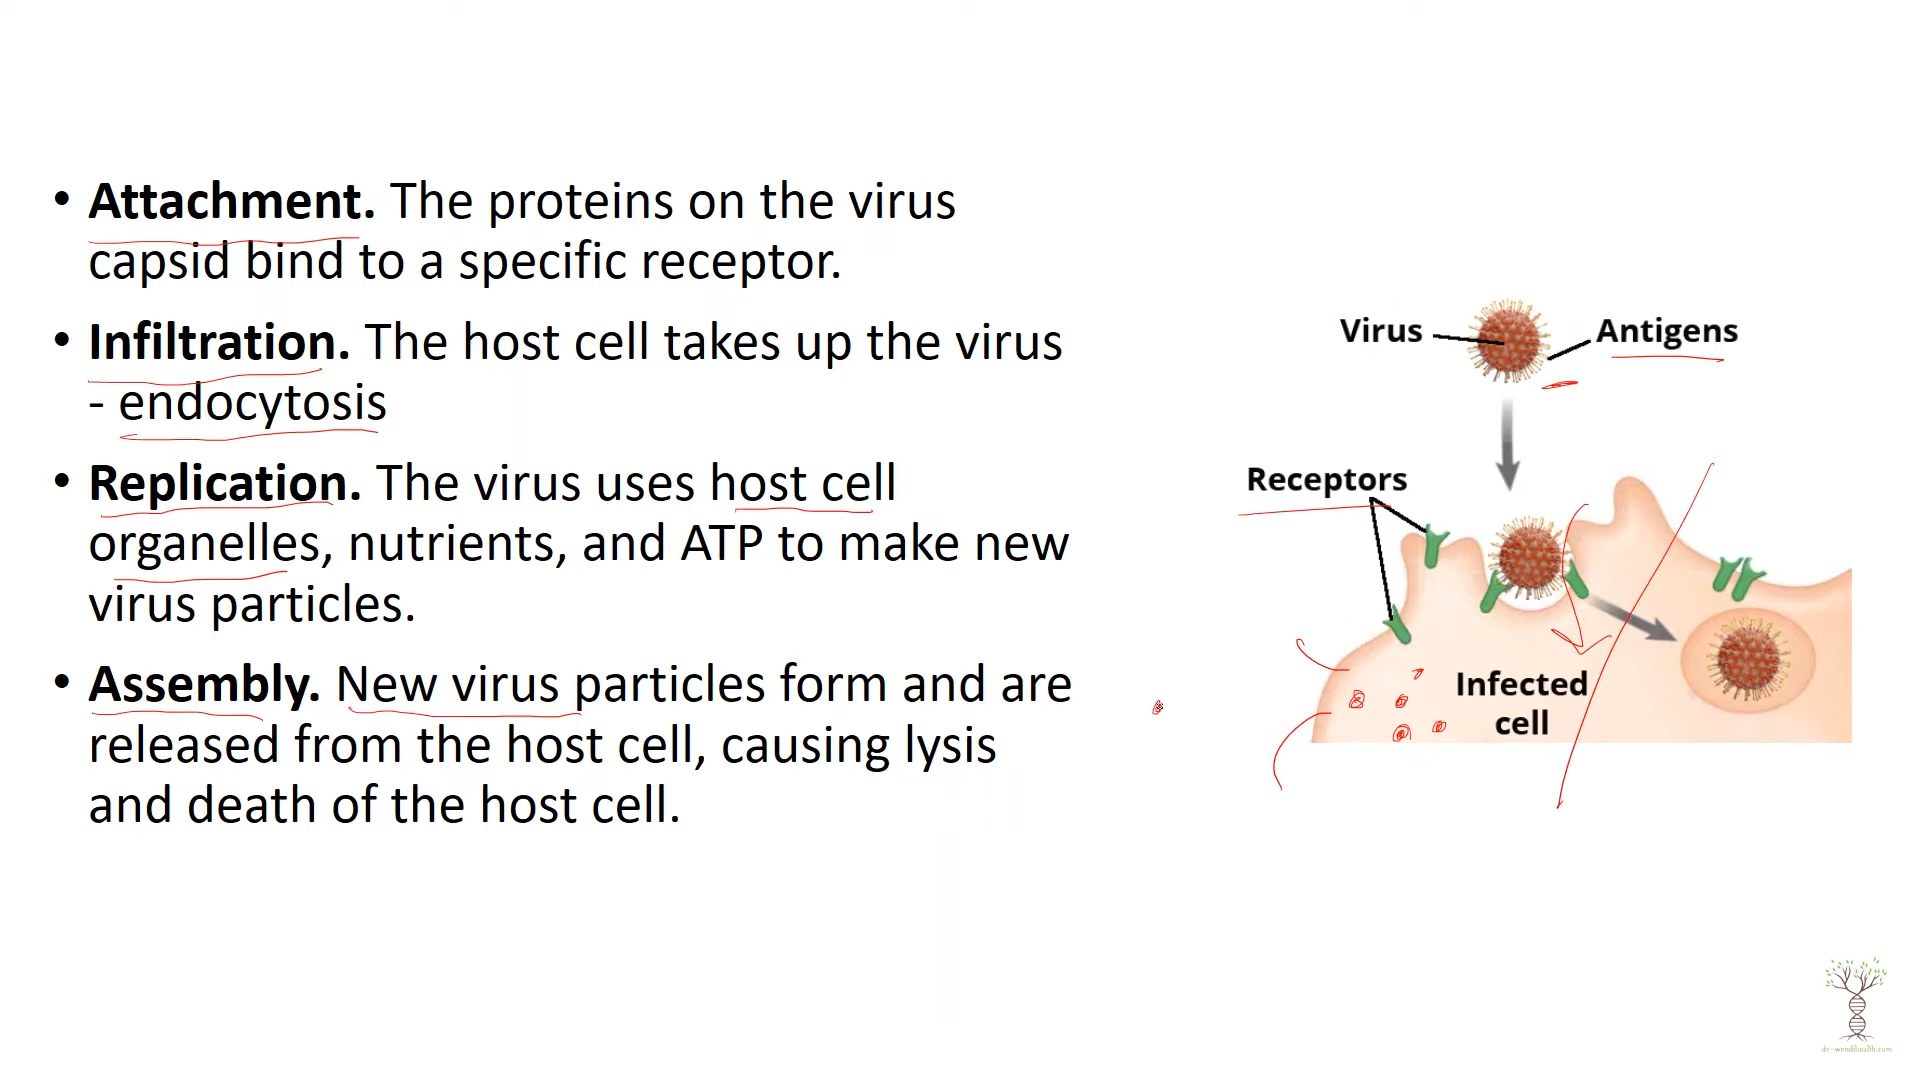 • Attachment. The proteins on the virus
capsid bind to a specific receptor.
• Infiltration. The host cell takes up the virus
- endocytosis
• Replication. The virus uses host cell
organelles, nutrients, and ATP to make new
virus particles.
• Assembly. New virus particles form and are
released from the host cell, causing lysis
and death of the host cell.
Virus
Antigens
Receptors
Infected
cell